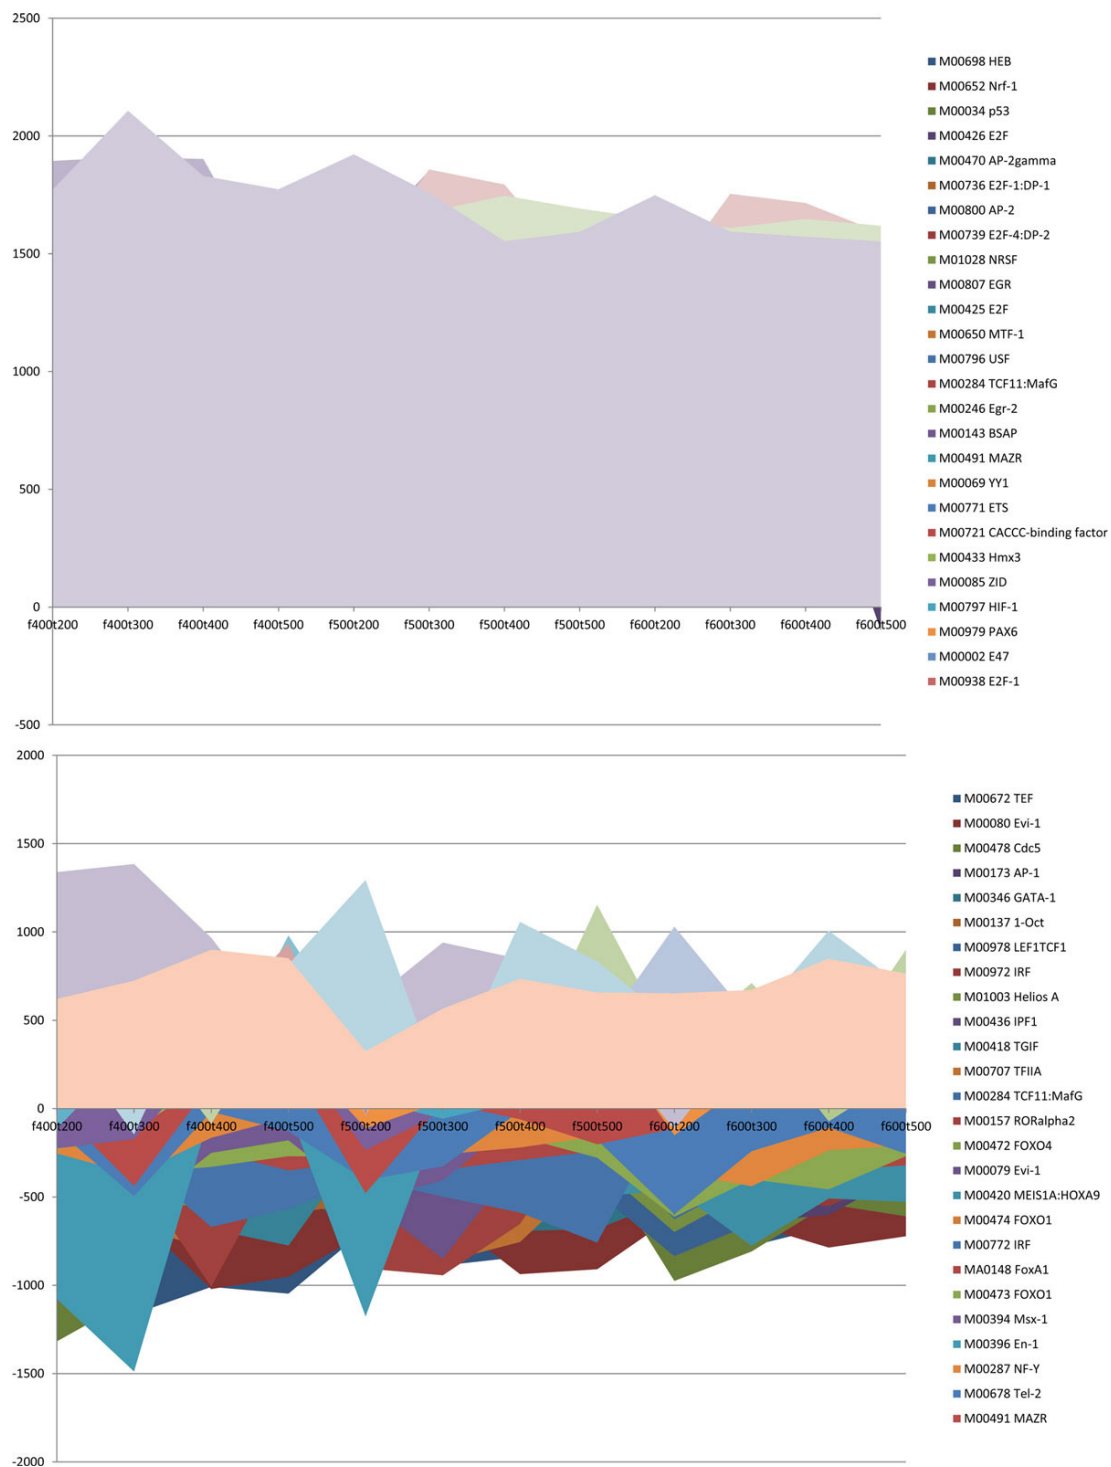 2500
2000
1500
1000
500
0
-500
f400t200 f400t300 f400t400 f400t500 f500t200 f500t300 f500t400 f500t500 f600t200 f600t300 f600t400 f600t500
M00698 HEB
M00652 Nrf-1
M00034 p53
M00426 E2F
M00470 AP-2gamma
M00736 E2F-1:DP-1
M00800 AP-2
M00739 E2F-4:DP-2
M01028 NRSF
M00807 EGR
M00425 E2F
M00650 MTF-1
M00796 USF
M00284 TCF11:MafG
M00246 Egr-2
M00143 BSAP
M00491 MAZR
M00069 YY1
M00771 ETS
M00721 CACCC-binding factor
M00433 Hmx3
M00085 ZID
M00797 HIF-1
M00979 PAX6
M00002 E47
M00938 E2F-1
2000
1500
1000
500
0
-500
-1000
-1500
-2000
f400t200 f400t300 f400t400 f400t500 f500t200 f500t300 f500t400 f500t500 f600t200 f600t300 f600t400 f600t500
M00672 TEF
M00080 Evi-1
M00478 Cdc5
M00173 AP-1
M00346 GATA-1
M00137 1-Oct
M00978 LEF1TCF1
M00972 IRF
M01003 Helios A
M00436 IPF1
M00418 TGIF
M00707 TFIIA
M00284 TCF11:MafG
M00157 RORalpha2
M00472 FOXO4
M00079 Evi-1
M00420 MEIS1A:HOXA9
M00474 FOXO1
M00772 IRF
MA0148 FoxA1
M00473 FOXO1
M00394 Msx-1
M00396 En-1
M00287 NF-Y
M00678 Tel-2
M00491 MAZR